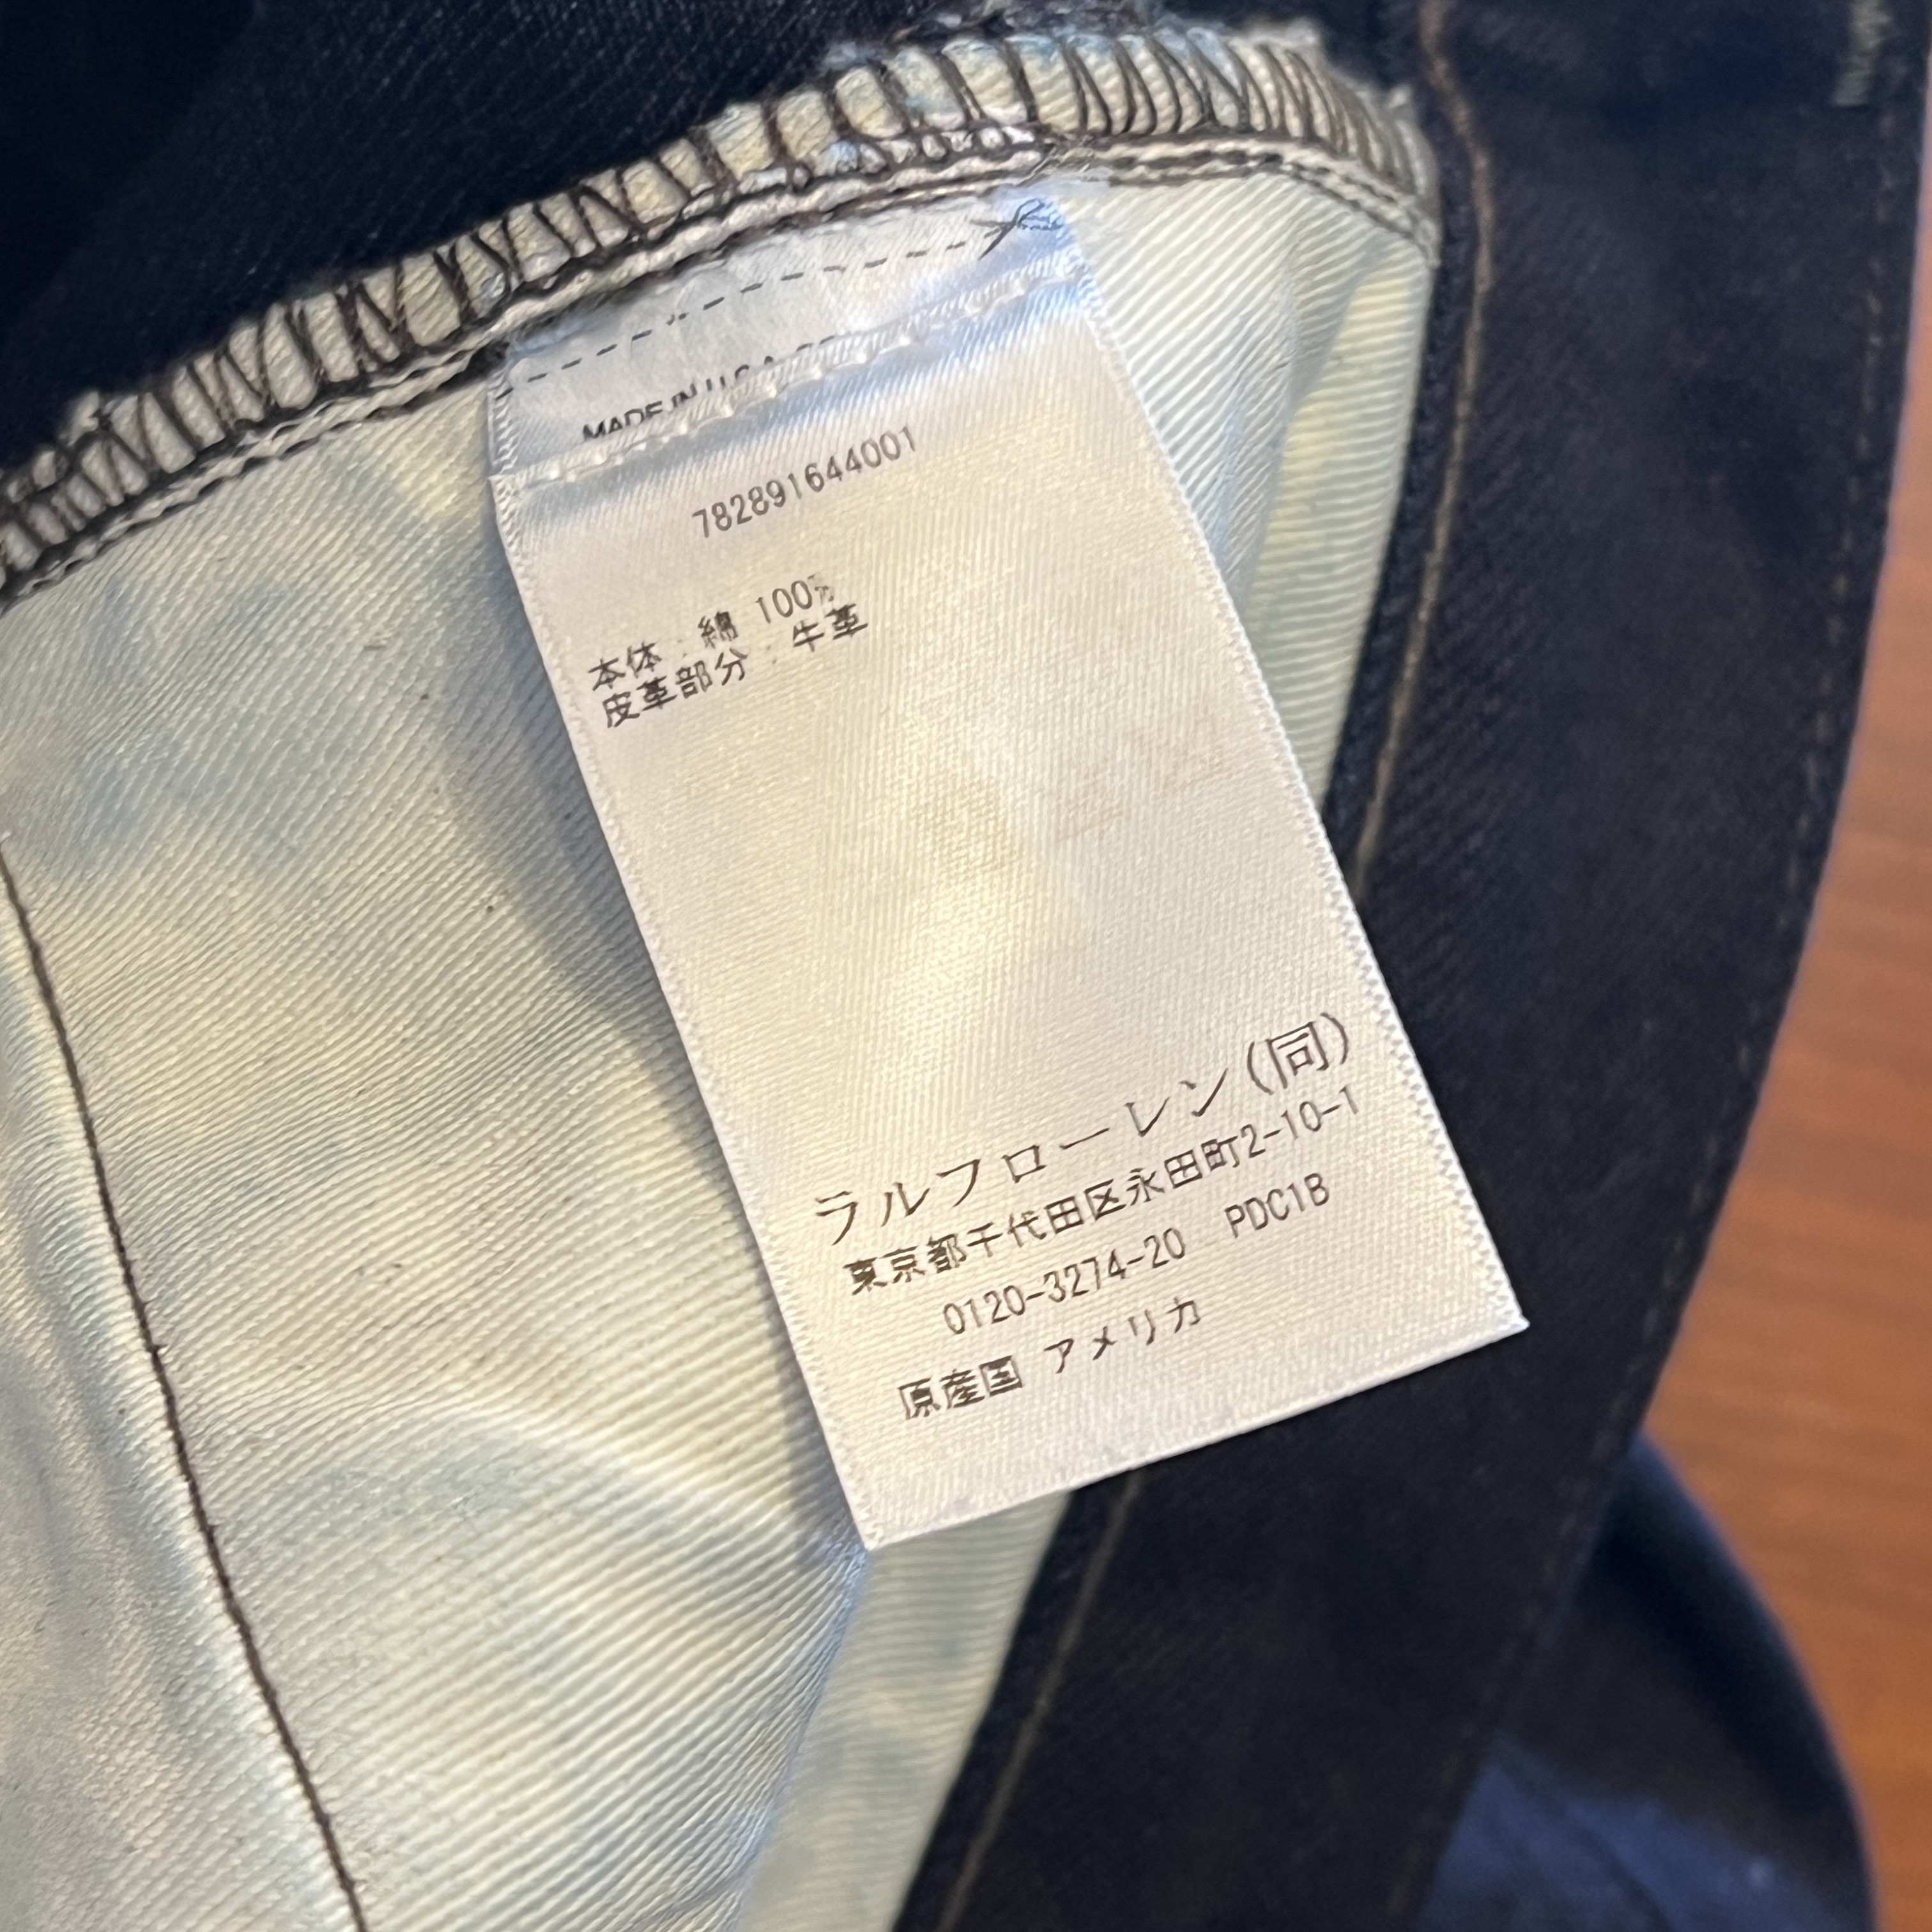 MADE IN U.S.A.
782891644001
本体：綿 100%
皮革部分：牛革
ラルフローレン(同)
東京都千代田区永田町2-10-1
0120-3274-20 PDC1B
原産国 アメリカ